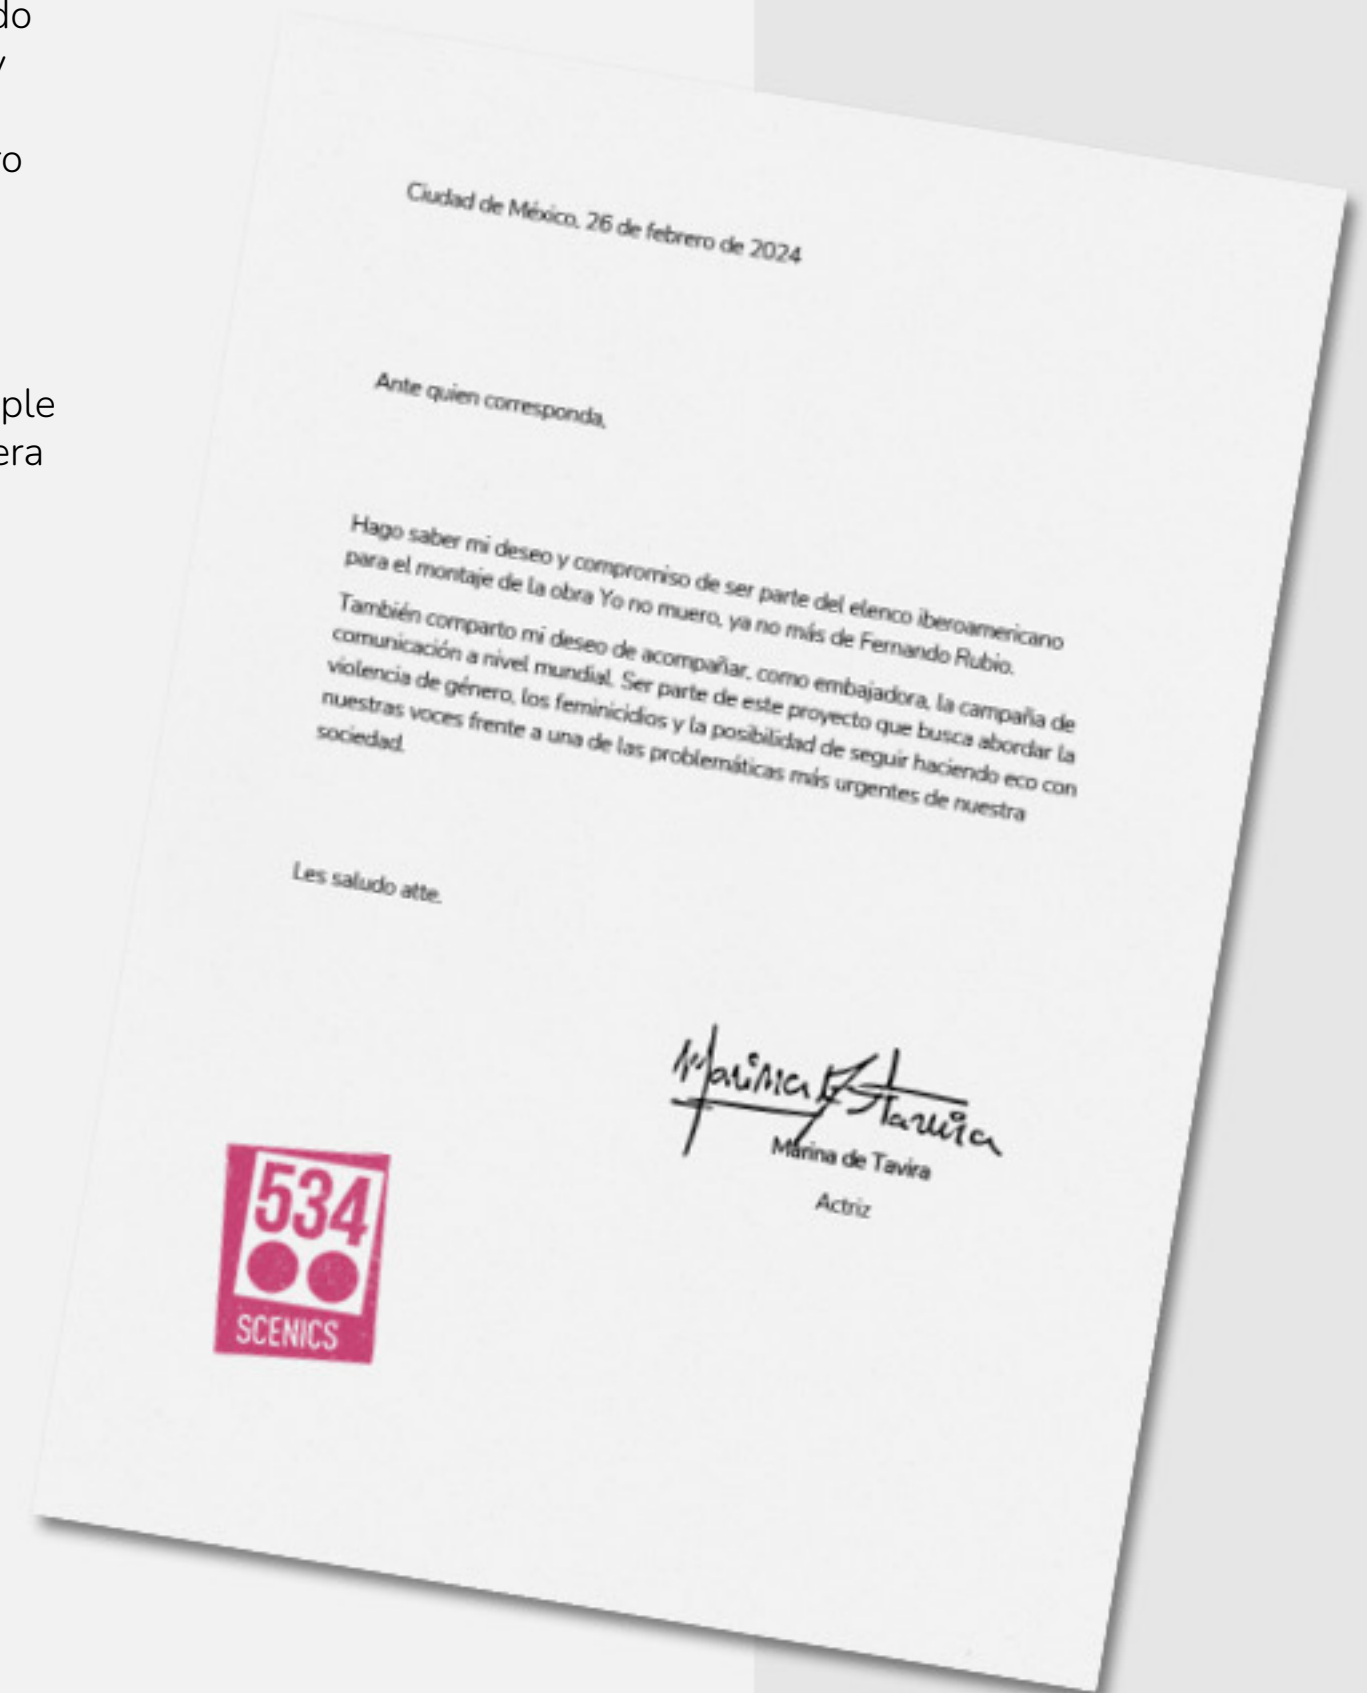 do
y
ro
ple
era
Ciudad de México, 26 de febrero de 2024
Ante quien corresponda,
Hago saber mi deseo y compromiso de ser parte del elenco iberoamericano
para el montaje de la obra Yo no muero, ya no más de Fernando Rubio.
También comparto mi deseo de acompañar, como embajadora, la campaña de
comunicación a nivel mundial. Ser parte de este proyecto que busca abordar la
violencia de género, los feminicidios y la posibilidad de seguir haciendo eco con
nuestras voces frente a una de las problemáticas más urgentes de nuestra
sociedad.
Les saludo atte.
Marina de Tavira
Actriz
534
SCENICS